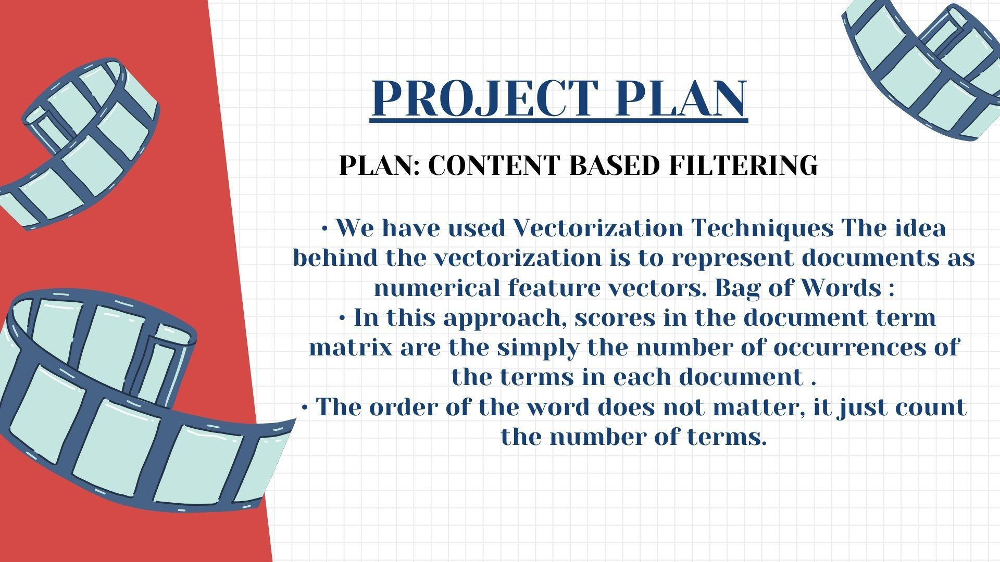 PROJECT PLAN
PLAN: CONTENT BASED FILTERING
• We have used Vectorization Techniques The idea
behind the vectorization is to represent documents as
numerical feature vectors. Bag of Words :
• In this approach, scores in the document term
matrix are the simply the number of occurrences of
the terms in each document .
• The order of the word does not matter, it just count
the number of terms.